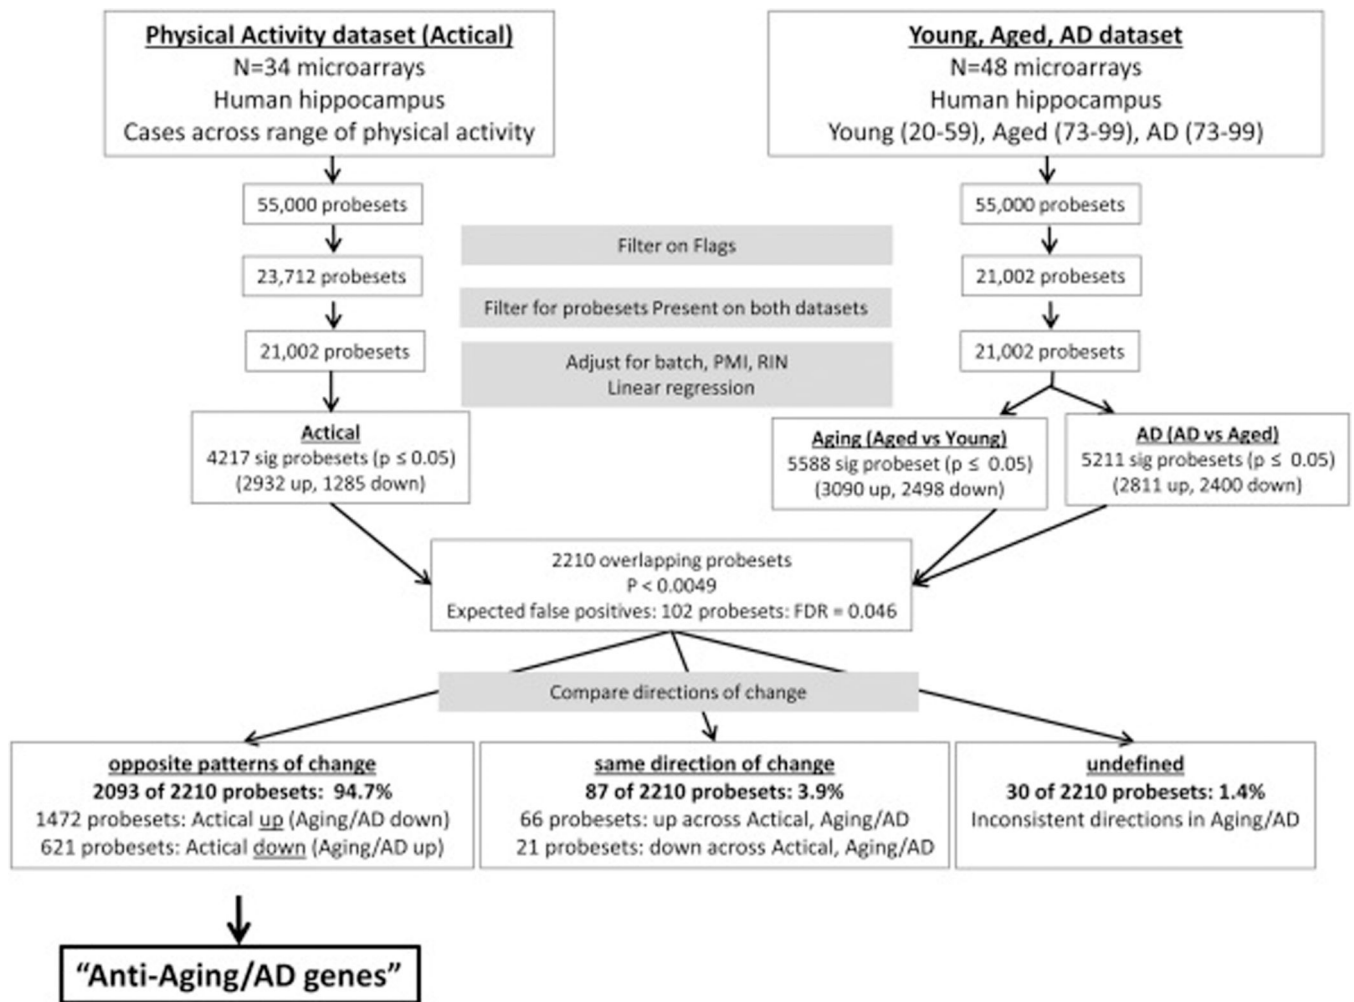 Physical Activity dataset (Actical)
N=34 microarrays
Human hippocampus
Cases across range of physical activity
Young, Aged, AD dataset
N=48 microarrays
Human hippocampus
Young (20-59), Aged (73-99), AD (73-99)
55,000 probesets
55,000 probesets
Filter on Flags
23,712 probesets
21,002 probesets
Filter for probesets Present on both datasets
21,002 probesets
21,002 probesets
Adjust for batch, PMI, RIN
Linear regression
Actical
4217 sig probesets (p ≤ 0.05)
(2932 up, 1285 down)
Aging (Aged vs Young)
5588 sig probeset (p ≤ 0.05)
(3090 up, 2498 down)
AD (AD vs Aged)
5211 sig probesets (p ≤ 0.05)
(2811 up, 2400 down)
2210 overlapping probesets
P < 0.0049
Expected false positives: 102 probesets: FDR = 0.046
Compare directions of change
opposite patterns of change
2093 of 2210 probesets: 94.7%
1472 probesets: Actical up (Aging/AD down)
621 probesets: Actical down (Aging/AD up)
same direction of change
87 of 2210 probesets: 3.9%
66 probesets: up across Actical, Aging/AD
21 probesets: down across Actical, Aging/AD
undefined
30 of 2210 probesets: 1.4%
Inconsistent directions in Aging/AD
“Anti-Aging/AD genes”